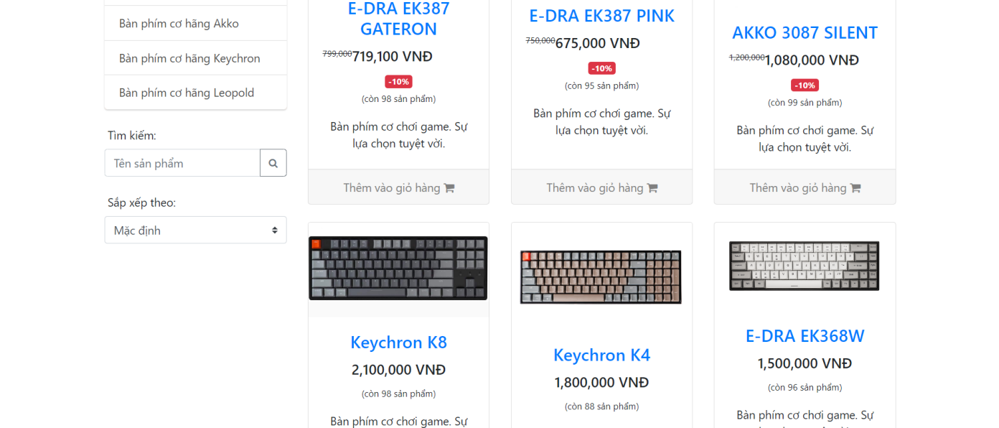 Bàn phím cơ hãng Akko
Bàn phím cơ hãng Keychron
Bàn phím cơ hãng Leopold
Tìm kiếm:
Tên sản phẩm
Sắp xếp theo:
Mặc định
E-DRA EK387
GATERON
799,000 719,100 VNĐ
-10%
(còn 98 sản phẩm)
Bàn phím cơ chơi game. Sự
lựa chọn tuyệt vời.
Thêm vào giỏ hàng
E-DRA EK387 PINK
750,000 675,000 VNĐ
-10%
(còn 95 sản phẩm)
Bàn phím cơ chơi game. Sự
lựa chọn tuyệt vời.
Thêm vào giỏ hàng
AKKO 3087 SILENT
1,200,000 1,080,000 VNĐ
-10%
(còn 99 sản phẩm)
Bàn phím cơ chơi game. Sự
lựa chọn tuyệt vời.
Thêm vào giỏ hàng
Keychron K8
2,100,000 VNĐ
(còn 98 sản phẩm)
Bàn phím cơ chơi game. Sự
Keychron K4
1,800,000 VNĐ
(còn 88 sản phẩm)
E-DRA EK368W
1,500,000 VNĐ
(còn 96 sản phẩm)
Bàn phím cơ chơi game. Sự